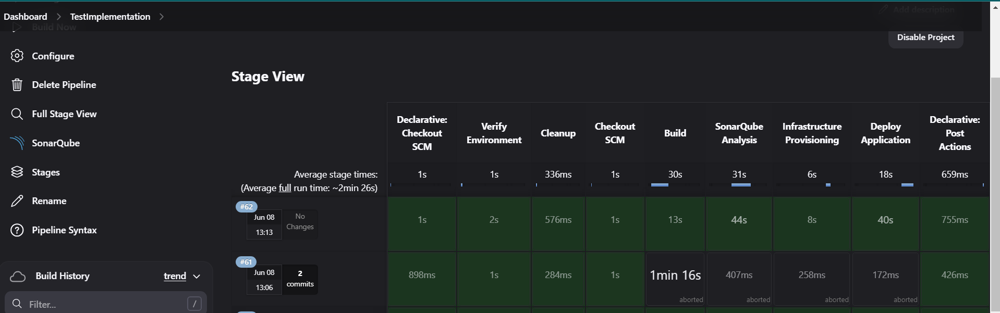 Add description
Dashboard
TestImplementation
Build Now
Disable Project
Configure
Delete Pipeline
Full Stage View
SonarQube
Stages
Rename
Pipeline Syntax
Build History
trend
Filter...
/
Stage View
Declarative:
Checkout
SCM
Verify
Environment
Cleanup
Checkout
SCM
Build
SonarQube
Analysis
Infrastructure
Provisioning
Deploy
Application
Declarative:
Post
Actions
Average stage times:
(Average full run time: ~2min 26s)
1s
1s
336ms
1s
30s
31s
6s
18s
659ms
#62
Jun 08
13:13
No
Changes
1s
2s
576ms
1s
13s
44s
8s
40s
755ms
#61
Jun 08
13:06
2
commits
898ms
1s
284ms
1s
1min 16s
aborted
407ms
aborted
258ms
aborted
172ms
aborted
426ms